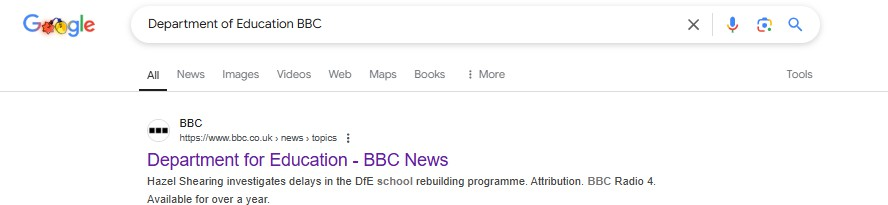 Google
Department of Education BBC
All News Images Videos Web Maps Books More Tools
BBC
https://www.bbc.co.uk › news › topics
Department for Education - BBC News
Hazel Shearing investigates delays in the DfE school rebuilding programme. Attribution. BBC Radio 4.
Available for over a year.